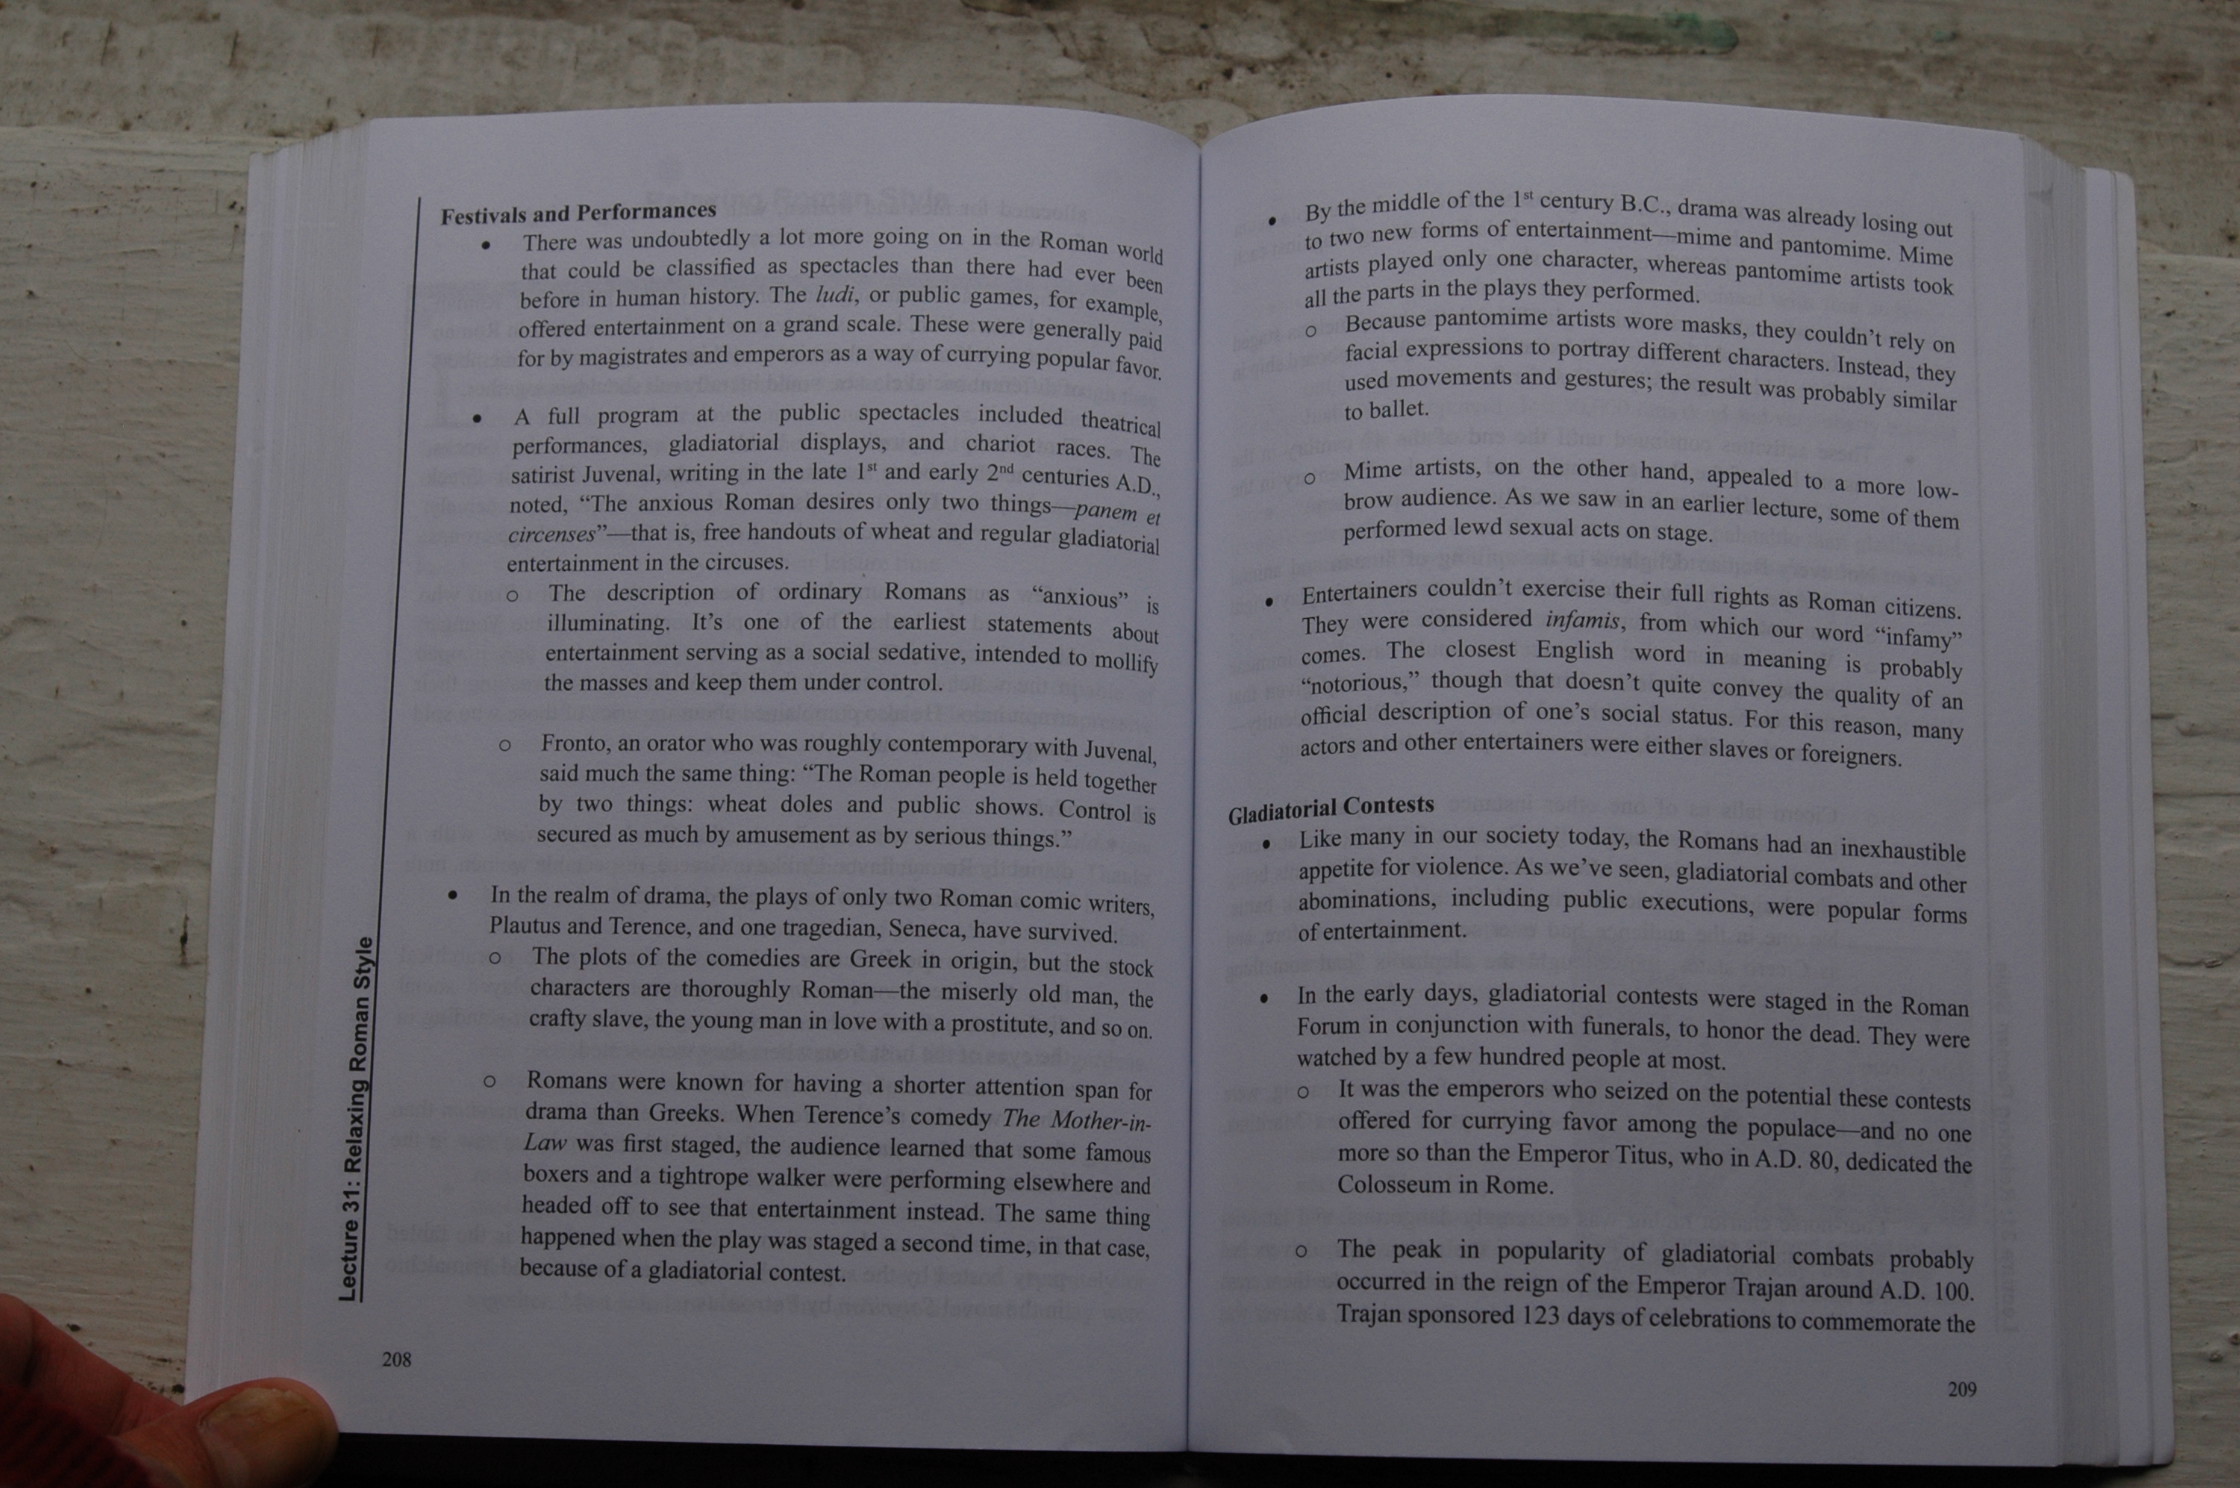 Festivals and Performances
• There was undoubtedly a lot more going on in the Roman world
that could be classified as spectacles than there had ever been
before in human history. The ludi, or public games, for example,
offered entertainment on a grand scale. These were generally paid
for by magistrates and emperors as a way of currying popular favor.
• A full program at the public spectacles included theatrical
performances, gladiatorial displays, and chariot races. The
satirist Juvenal, writing in the late 1st and early 2nd centuries A.D.,
noted, “The anxious Roman desires only two things—panem et
circenses”—that is, free handouts of wheat and regular gladiatorial
entertainment in the circuses.
○ The description of ordinary Romans as “anxious” is
illuminating. It’s one of the earliest statements about
entertainment serving as a social sedative, intended to mollify
the masses and keep them under control.
○ Fronto, an orator who was roughly contemporary with Juvenal,
said much the same thing: “The Roman people is held together
by two things: wheat doles and public shows. Control is
secured as much by amusement as by serious things.”
• In the realm of drama, the plays of only two Roman comic writers,
Plautus and Terence, and one tragedian, Seneca, have survived.
○ The plots of the comedies are Greek in origin, but the stock
characters are thoroughly Roman—the miserly old man, the
crafty slave, the young man in love with a prostitute, and so on.
○ Romans were known for having a shorter attention span for
drama than Greeks. When Terence’s comedy The Mother-in-
Law was first staged, the audience learned that some famous
boxers and a tightrope walker were performing elsewhere and
headed off to see that entertainment instead. The same thing
happened when the play was staged a second time, in that case,
because of a gladiatorial contest.
Lecture 31: Relaxing Roman Style
208
• By the middle of the 1st century B.C., drama was already losing out
to two new forms of entertainment—mime and pantomime. Mime
artists played only one character, whereas pantomime artists took
all the parts in the plays they performed.
○ Because pantomime artists wore masks, they couldn’t rely on
facial expressions to portray different characters. Instead, they
used movements and gestures; the result was probably similar
to ballet.
○ Mime artists, on the other hand, appealed to a more low-
brow audience. As we saw in an earlier lecture, some of them
performed lewd sexual acts on stage.
• Entertainers couldn’t exercise their full rights as Roman citizens.
They were considered infamis, from which our word “infamy”
comes. The closest English word in meaning is probably
“notorious,” though that doesn’t quite convey the quality of an
official description of one’s social status. For this reason, many
actors and other entertainers were either slaves or foreigners.
Gladiatorial Contests
• Like many in our society today, the Romans had an inexhaustible
appetite for violence. As we’ve seen, gladiatorial combats and other
abominations, including public executions, were popular forms
of entertainment.
• In the early days, gladiatorial contests were staged in the Roman
Forum in conjunction with funerals, to honor the dead. They were
watched by a few hundred people at most.
○ It was the emperors who seized on the potential these contests
offered for currying favor among the populace—and no one
more so than the Emperor Titus, who in A.D. 80, dedicated the
Colosseum in Rome.
○ The peak in popularity of gladiatorial combats probably
occurred in the reign of the Emperor Trajan around A.D. 100.
Trajan sponsored 123 days of celebrations to commemorate the
209